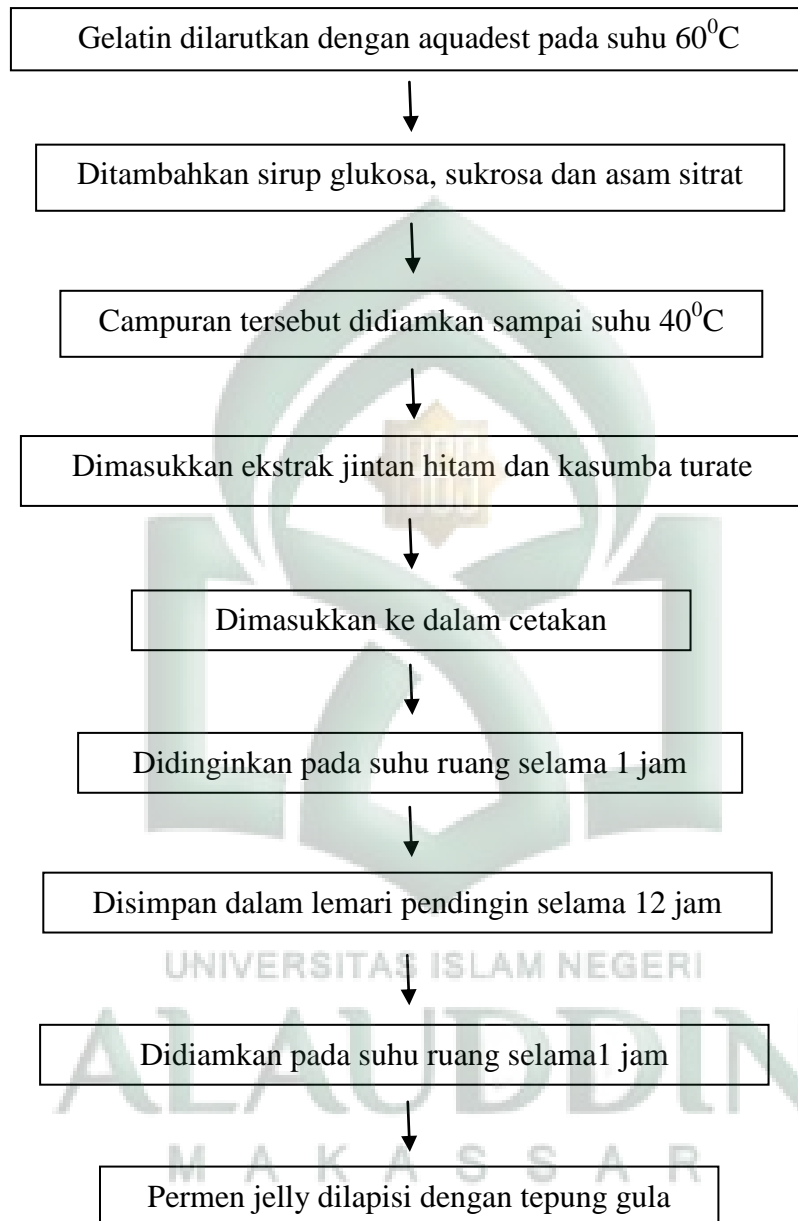 Gelatin dilarutkan dengan aquadest pada suhu 60⁰C
Ditambahkan sirup glukosa, sukrosa dan asam sitrat
Campuran tersebut didiamkan sampai suhu 40⁰C
Dimasukkan ekstrak jintan hitam dan kasumba turate
Dimasukkan ke dalam cetakan
Didinginkan pada suhu ruang selama 1 jam
Disimpan dalam lemari pendingin selama 12 jam
UNIVERSITAS ISLAM NEGERI
ALAUDDIN
Didiamkan pada suhu ruang selama1 jam
MAKASSAR
Permen jelly dilapisi dengan tepung gula